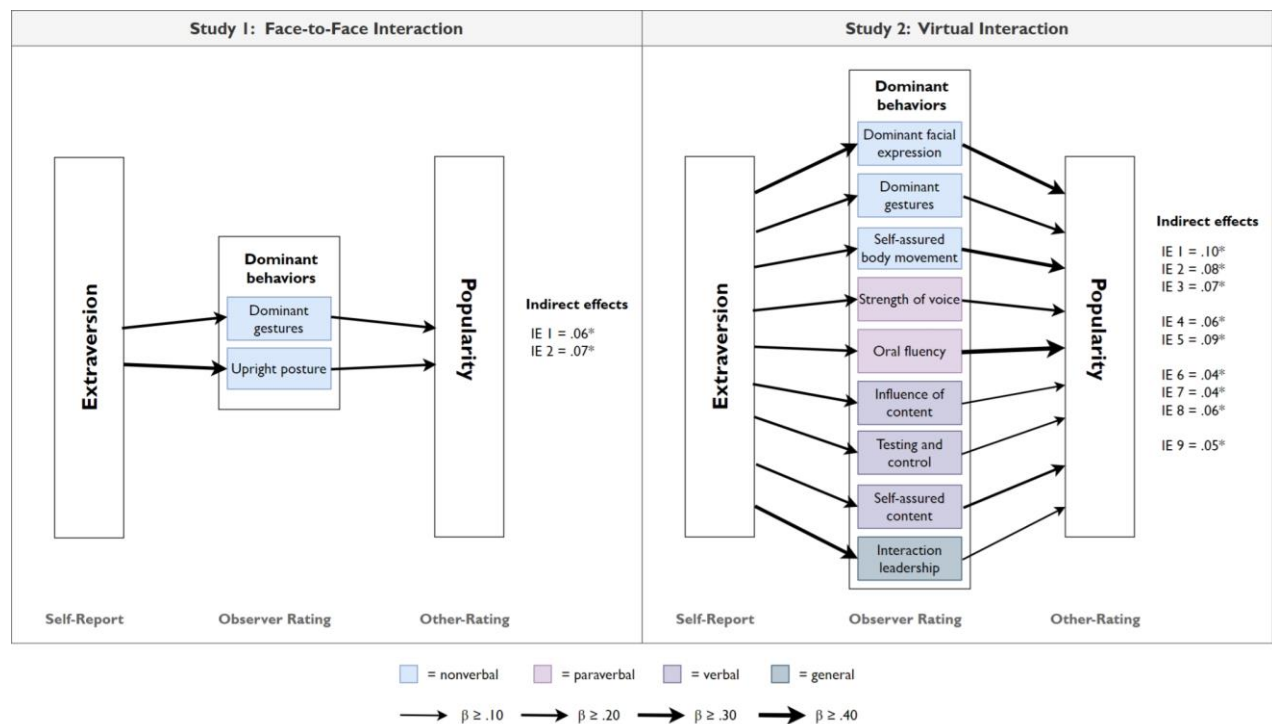 Study 1: Face-to-Face Interaction
Extraversion
Dominant
behaviors
Dominant
gestures
Upright posture
Popularity
Indirect effects
IE 1 = .06*
IE 2 = .07*
Self-Report
Observer Rating
Other-Rating
Study 2: Virtual Interaction
Extraversion
Dominant
behaviors
Dominant facial
expression
Dominant
gestures
Self-assured
body movement
Strength of voice
Oral fluency
Influence of
content
Testing and
control
Self-assured
content
Interaction
leadership
Popularity
Indirect effects
IE 1 = .10*
IE 2 = .08*
IE 3 = .07*
IE 4 = .06*
IE 5 = .09*
IE 6 = .04*
IE 7 = .04*
IE 8 = .06*
IE 9 = .05*
Self-Report
Observer Rating
Other-Rating
= nonverbal
= paraverbal
= verbal
= general
β ≥ .10
β ≥ .20
β ≥ .30
β ≥ .40